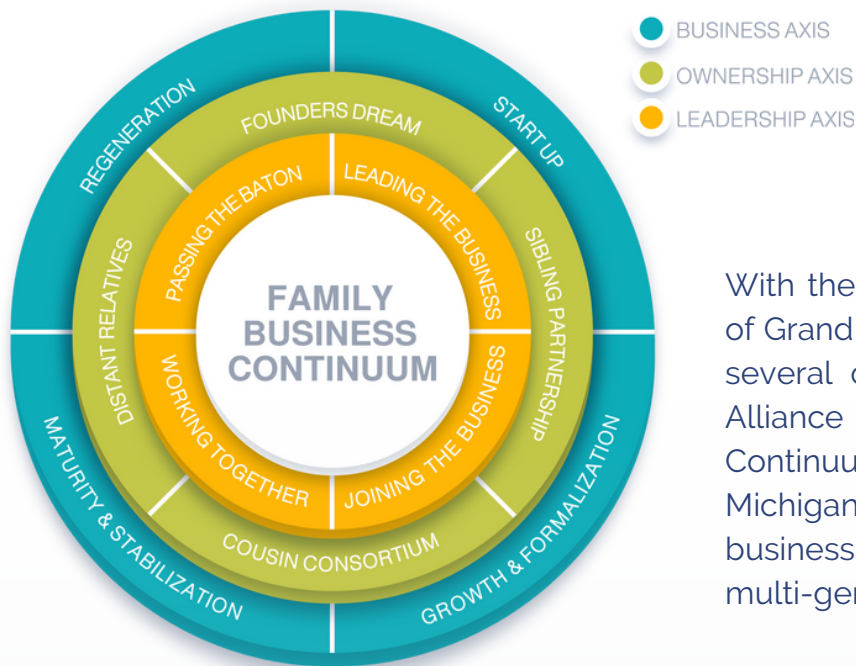 BUSINESS AXIS
OWNERSHIP AXIS
LEADERSHIP AXIS
REGENERATION
START UP
GROWTH & FORMALIZATION
MATURITY & STABILIZATION
FOUNDERS DREAM
SIBLING PARTNERSHIP
COUSIN CONSORTIUM
DISTANT RELATIVES
PASSING THE BATON
LEADING THE BUSINESS
JOINING THE BUSINESS
WORKING TOGETHER
FAMILY
BUSINESS
CONTINUUM
With the
of Grand
several
Alliance
Continuu
Michigan
business
multi-ger